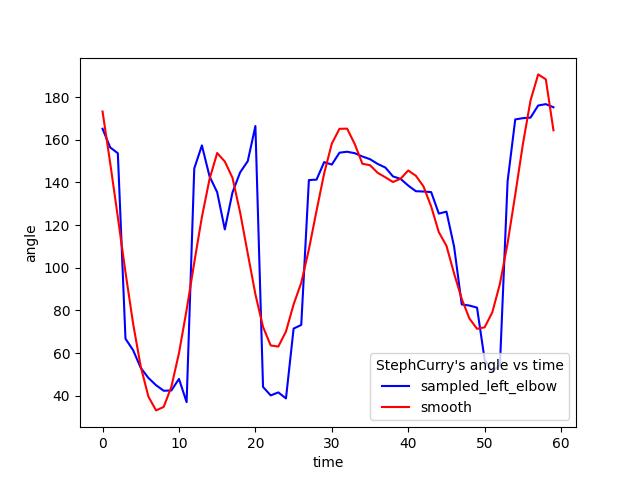 180
160
140
120
100
80
60
40
angle
0 10 20 30 40 50 60
time
StephCurry's angle vs time
sampled_left_elbow
smooth